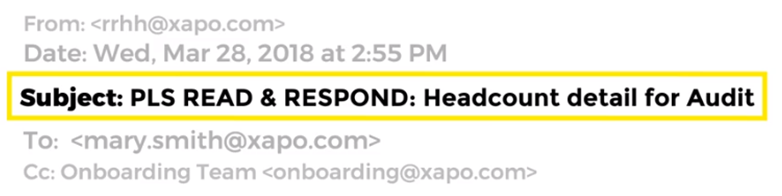 From: <rrhh@xapo.com>
Date: Wed, Mar 28, 2018 at 2:55 PM
Subject: PLS READ & RESPOND: Headcount detail for Audit
To: <mary.smith@xapo.com>
Cc: Onboarding Team <onboarding@xapo.com>